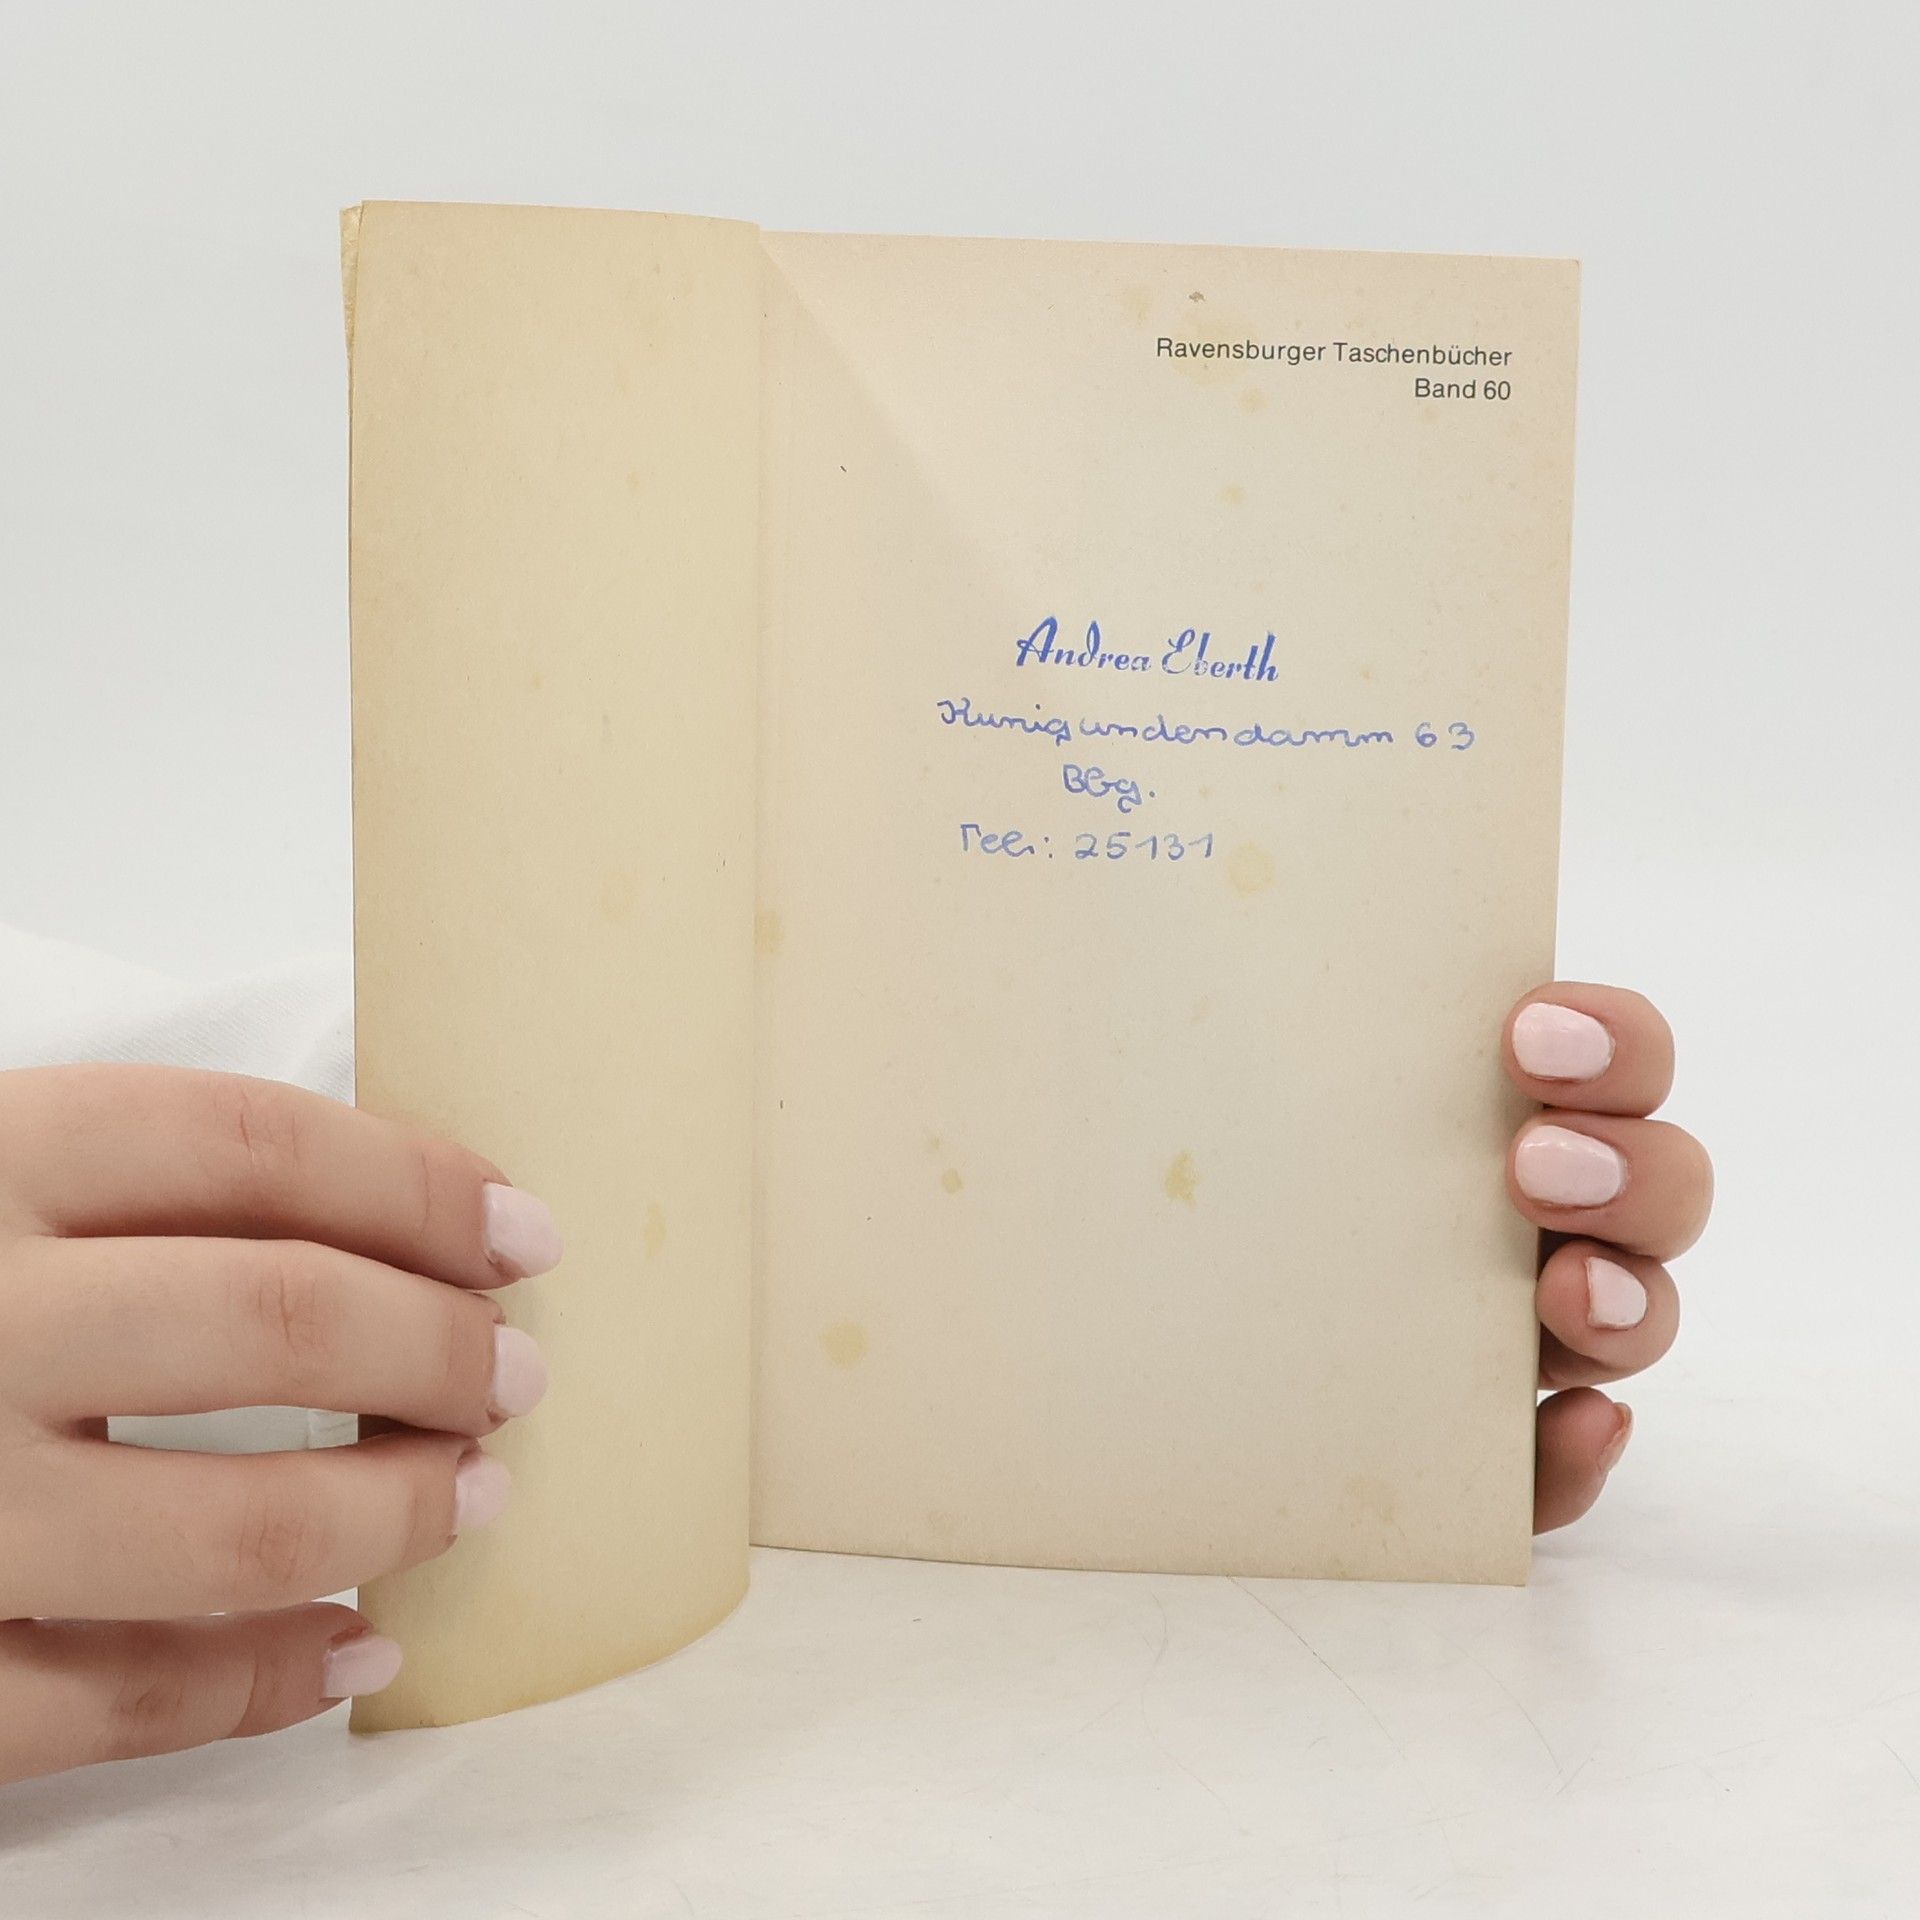 Ravensburger Taschenbücher
Band 60
Andrea Eberth
Kunigundendamm 63
Bbg.
Tel.: 25131